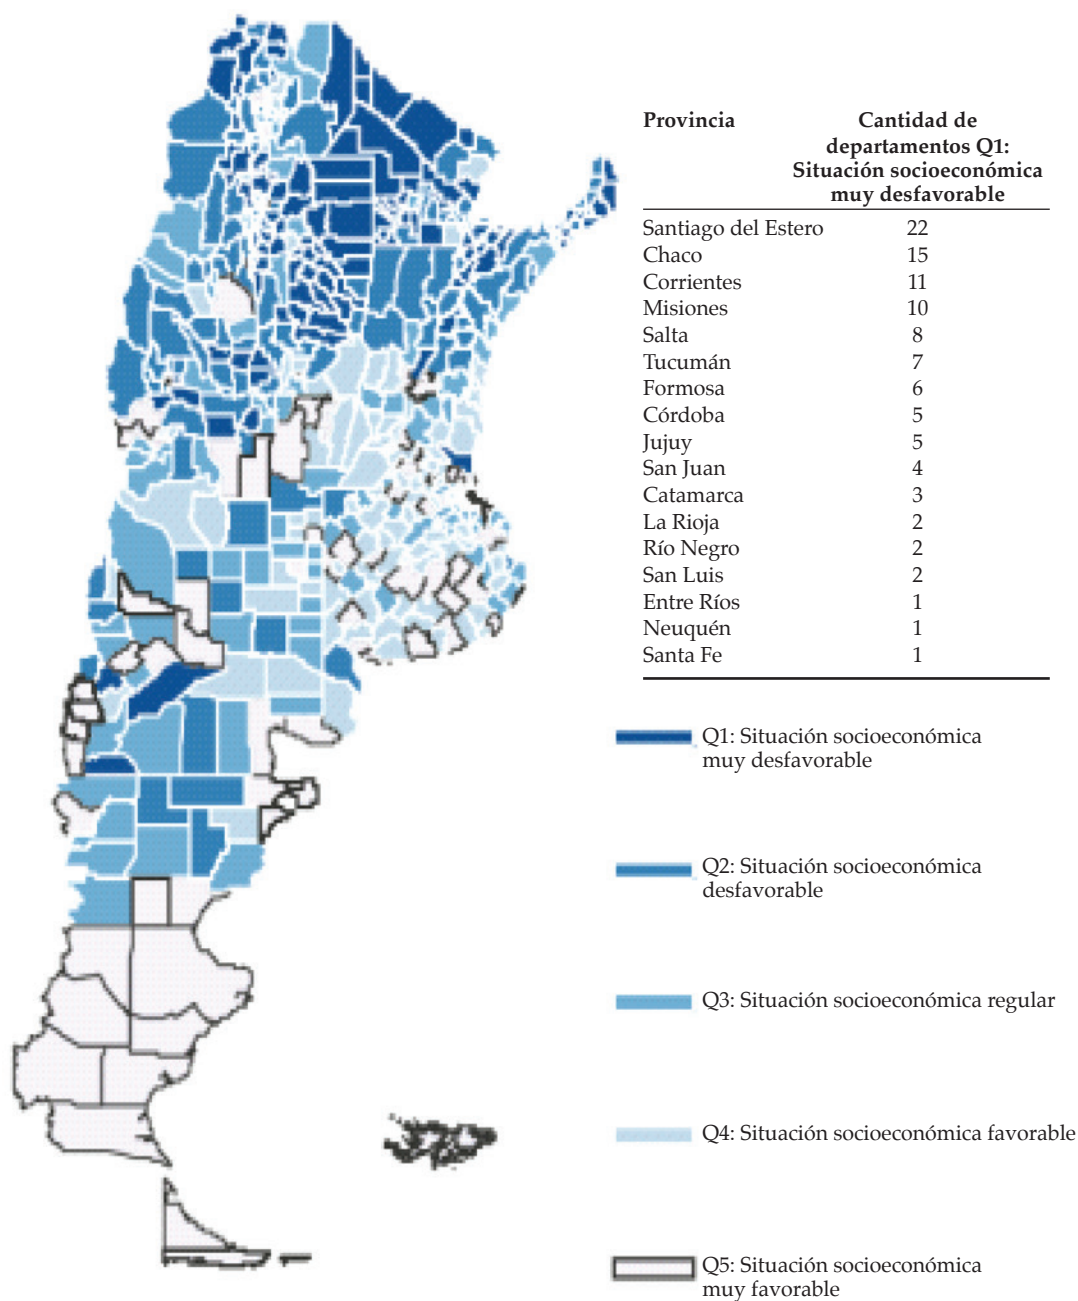 Provincia Cantidad de
departamentos Q1:
Situación socioeconómica
muy desfavorable
Santiago del Estero 22
Chaco 15
Corrientes 11
Misiones 10
Salta 8
Tucumán 7
Formosa 6
Córdoba 5
Jujuy 5
San Juan 4
Catamarca 3
La Rioja 2
Río Negro 2
San Luis 2
Entre Ríos 1
Neuquén 1
Santa Fe 1
Q1: Situación socioeconómica
muy desfavorable
Q2: Situación socioeconómica
desfavorable
Q3: Situación socioeconómica regular
Q4: Situación socioeconómica favorable
Q5: Situación socioeconómica
muy favorable